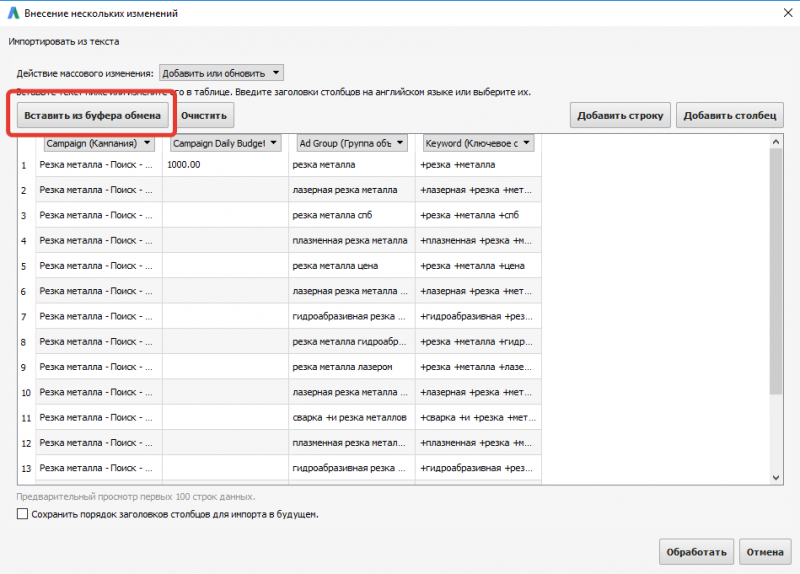 Внесение нескольких изменений
Импортировать из текста
Действие массового изменения: Добавить или обновить
Вставьте текст ниже или измените его в таблице. Введите заголовки столбцов на английском языке или выберите их.
Вставить из буфера обмена Очистить Добавить строку Добавить столбец
Campaign (Кампания) Campaign Daily Budget Ad Group (Группа объ Keyword (Ключевое с
1 Резка металла - Поиск - ... 1000.00 резка металла +резка +металла
2 Резка металла - Поиск - ... лазерная резка металла +лазерная +резка +мет...
3 Резка металла - Поиск - ... резка металла спб +резка +металла +спб
4 Резка металла - Поиск - ... плазменная резка металла +плазменная +резка +м...
5 Резка металла - Поиск - ... резка металла цена +резка +металла +цена
6 Резка металла - Поиск - ... лазерная резка металла ... +лазерная +резка +мет...
7 Резка металла - Поиск - ... гидроабразивная резка ... +гидроабразивная +рез...
8 Резка металла - Поиск - ... резка металла гидроабр... +резка +металла +гидр...
9 Резка металла - Поиск - ... резка металла лазером +резка +металла +лазе...
10 Резка металла - Поиск - ... лазерная резка металла ... +лазерная +резка +мет...
11 Резка металла - Поиск - ... сварка +и резка металлов +сварка +и +резка +мет...
12 Резка металла - Поиск - ... плазменная резка метал... +плазменная +резка +м...
13 Резка металла - Поиск - ... гидроабразивная резка ... +гидроабразивная +рез...
Предварительный просмотр первых 100 строк данных.
Сохранить порядок заголовков столбцов для импорта в будущем.
Обработать Отмена